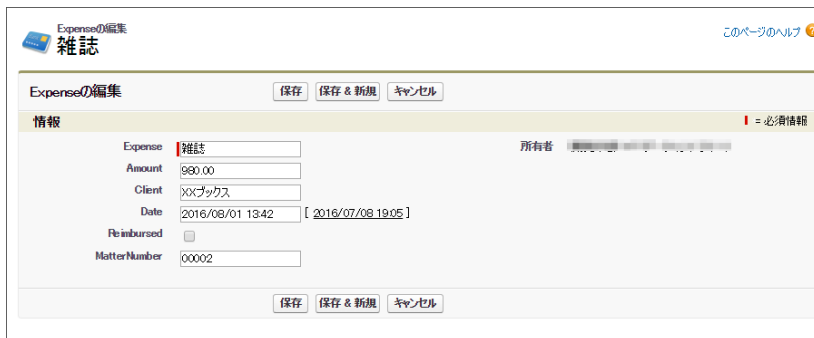 Expenseの編集
雑誌
このページのヘルプ
Expenseの編集
保存 保存 & 新規 キャンセル
情報
= 必須情報
Expense 雑誌
所有者
Amount 980.00
Client XXブックス
Date 2016/08/01 13:42 [ 2016/07/08 19:05 ]
Reimbursed
MatterNumber 00002
保存 保存 & 新規 キャンセル